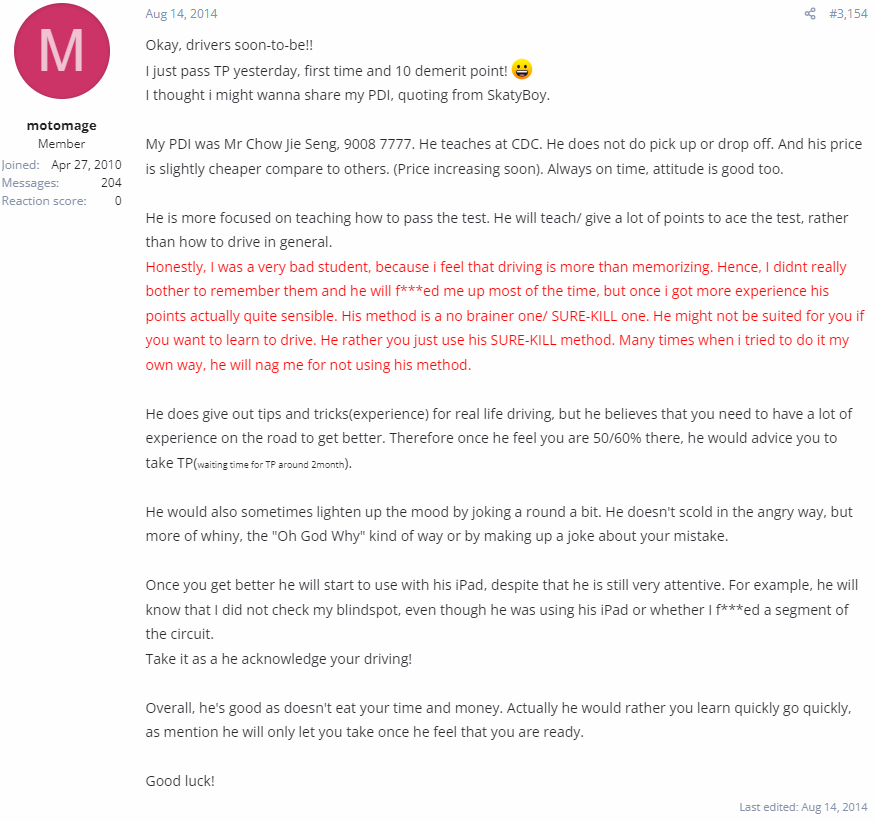 M
motomage
Member
Joined: Apr 27, 2010
Messages: 204
Reaction score: 0
Aug 14, 2014
#3,154
Okay, drivers soon-to-be!!
I just pass TP yesterday, first time and 10 demerit point! 😀
I thought i might wanna share my PDI, quoting from SkatyBoy.
My PDI was Mr Chow Jie Seng, 9008 7777. He teaches at CDC. He does not do pick up or drop off. And his price
is slightly cheaper compare to others. (Price increasing soon). Always on time, attitude is good too.
He is more focused on teaching how to pass the test. He will teach/ give a lot of points to ace the test, rather
than how to drive in general.
Honestly, I was a very bad student, because i feel that driving is more than memorizing. Hence, I didnt really
bother to remember them and he will f***ed me up most of the time, but once i got more experience his
points actually quite sensible. His method is a no brainer one/ SURE-KILL one. He might not be suited for you if
you want to learn to drive. He rather you just use his SURE-KILL method. Many times when i tried to do it my
own way, he will nag me for not using his method.
He does give out tips and tricks(experience) for real life driving, but he believes that you need to have a lot of
experience on the road to get better. Therefore once he feel you are 50/60% there, he would advice you to
take TP(waiting time for TP around 2month).
He would also sometimes lighten up the mood by joking a round a bit. He doesn't scold in the angry way, but
more of whiny, the "Oh God Why" kind of way or by making up a joke about your mistake.
Once you get better he will start to use with his iPad, despite that he is still very attentive. For example, he will
know that I did not check my blindspot, even though he was using his iPad or whether I f***ed a segment of
the circuit.
Take it as a he acknowledge your driving!
Overall, he's good as doesn't eat your time and money. Actually he would rather you learn quickly go quickly,
as mention he will only let you take once he feel that you are ready.
Good luck!
Last edited: Aug 14, 2014